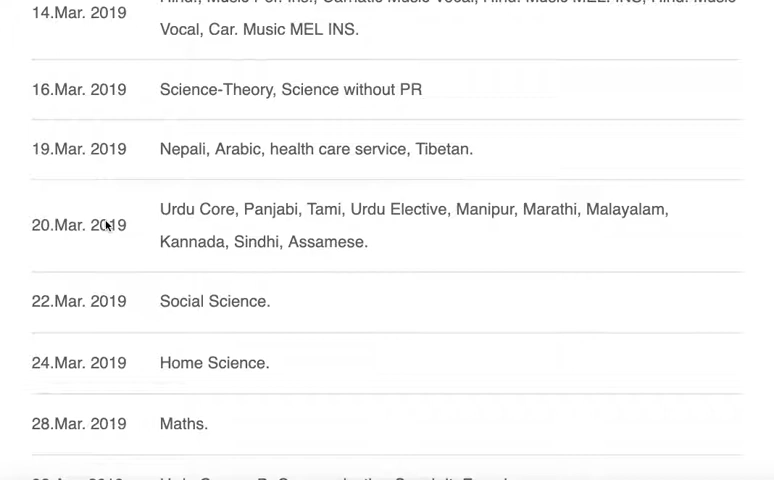 14.Mar. 2019
Vocal, Car. Music MEL INS.
16.Mar. 2019 Science-Theory, Science without PR
19.Mar. 2019 Nepali, Arabic, health care service, Tibetan.
Urdu Core, Panjabi, Tami, Urdu Elective, Manipur, Marathi, Malayalam,
20.Mar. 2019
Kannada, Sindhi, Assamese.
22.Mar. 2019 Social Science.
24.Mar. 2019 Home Science.
28.Mar. 2019 Maths.